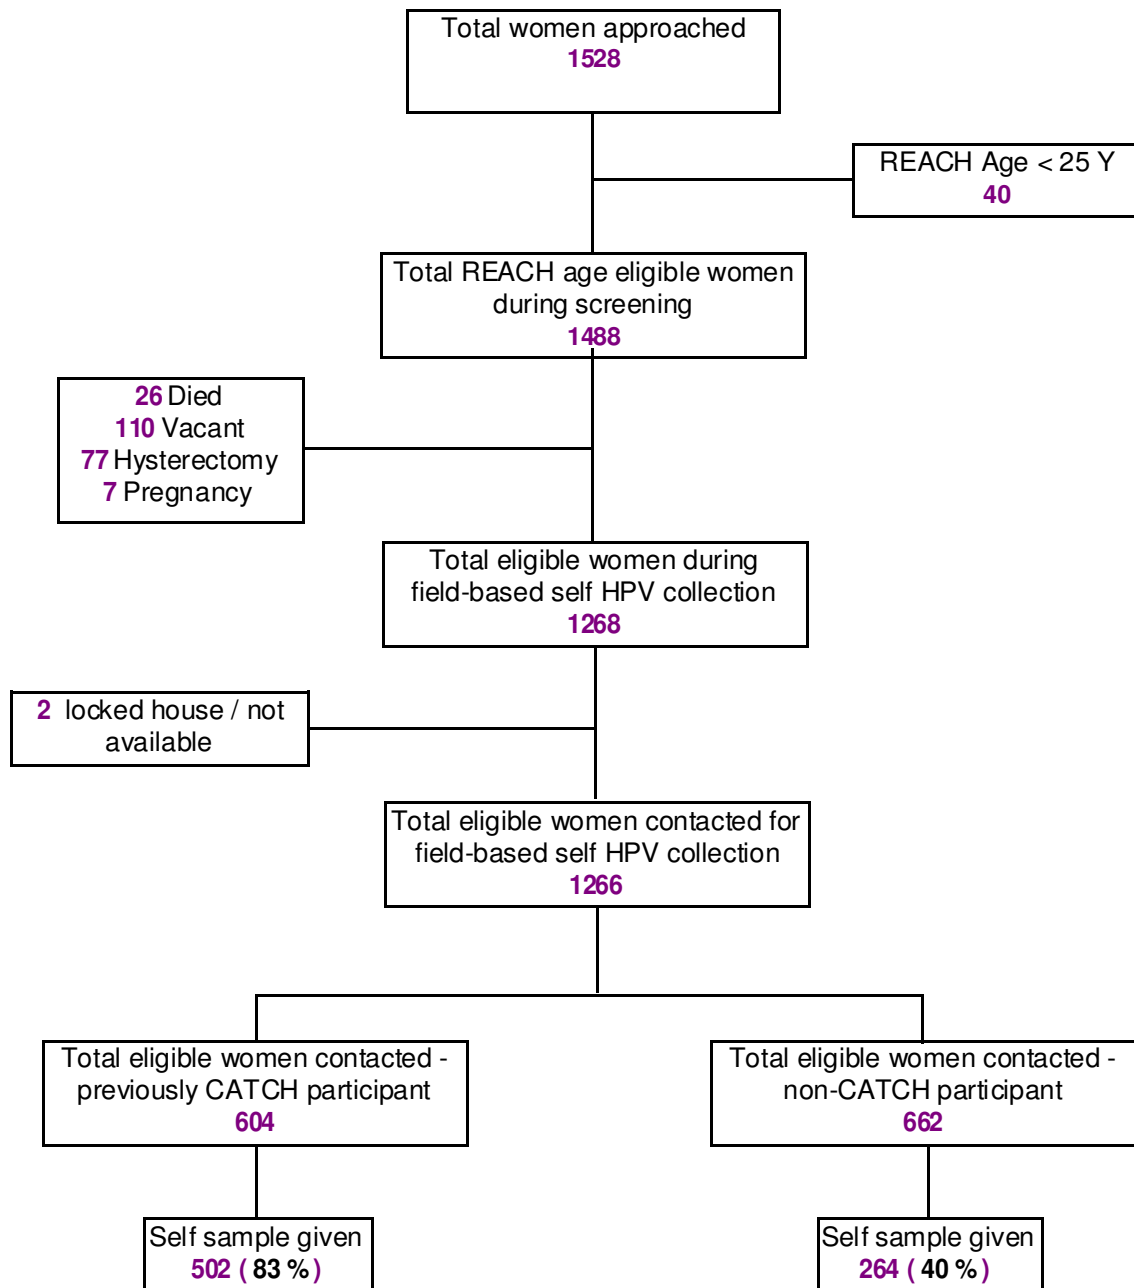 Total women approached
1528
REACH Age < 25 Y
40
Total REACH age eligible women
during screening
1488
26 Died
110 Vacant
77 Hysterectomy
7 Pregnancy
Total eligible women during
field-based self HPV collection
1268
2 locked house / not
available
Total eligible women contacted for
field-based self HPV collection
1266
Total eligible women contacted -
previously CATCH participant
604
Total eligible women contacted -
non-CATCH participant
662
Self sample given
502 ( 83 % )
Self sample given
264 ( 40 % )